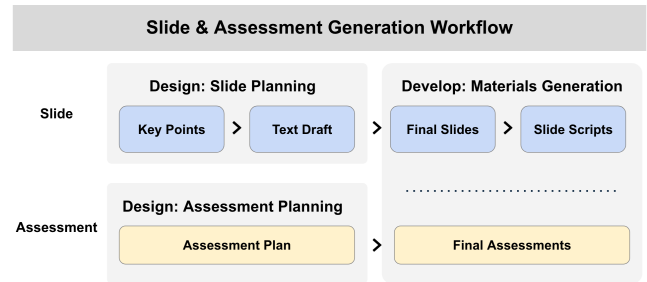 Slide & Assessment Generation Workflow
Design: Slide Planning
Develop: Materials Generation
Slide
Key Points > Text Draft > Final Slides > Slide Scripts
Design: Assessment Planning
Assessment
Assessment Plan > Final Assessments